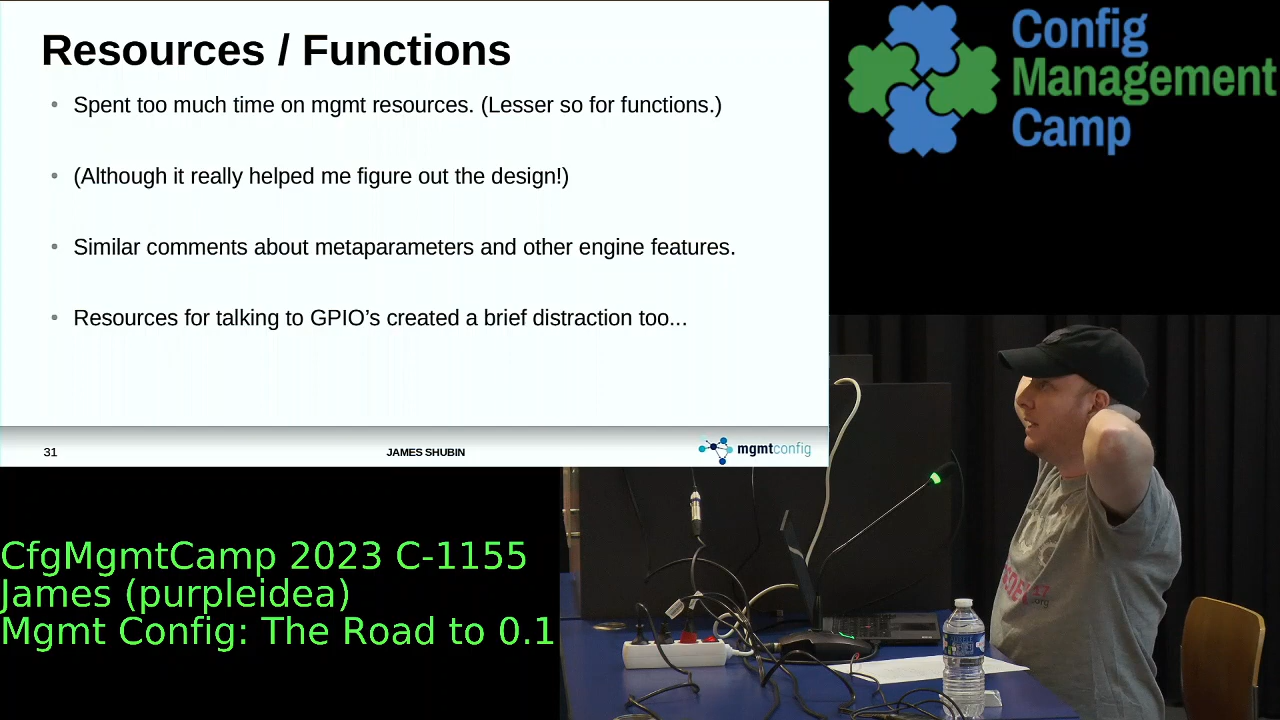 Resources / Functions
• Spent too much time on mgmt resources. (Lesser so for functions.)
• (Although it really helped me figure out the design!)
• Similar comments about metaparameters and other engine features.
• Resources for talking to GPIO’s created a brief distraction too...
31
JAMES SHUBIN
mgmtconfig
Config
Management
Camp
CfgMgmtCamp 2023 C-1155
James (purpleidea)
Mgmt Config: The Road to 0.1